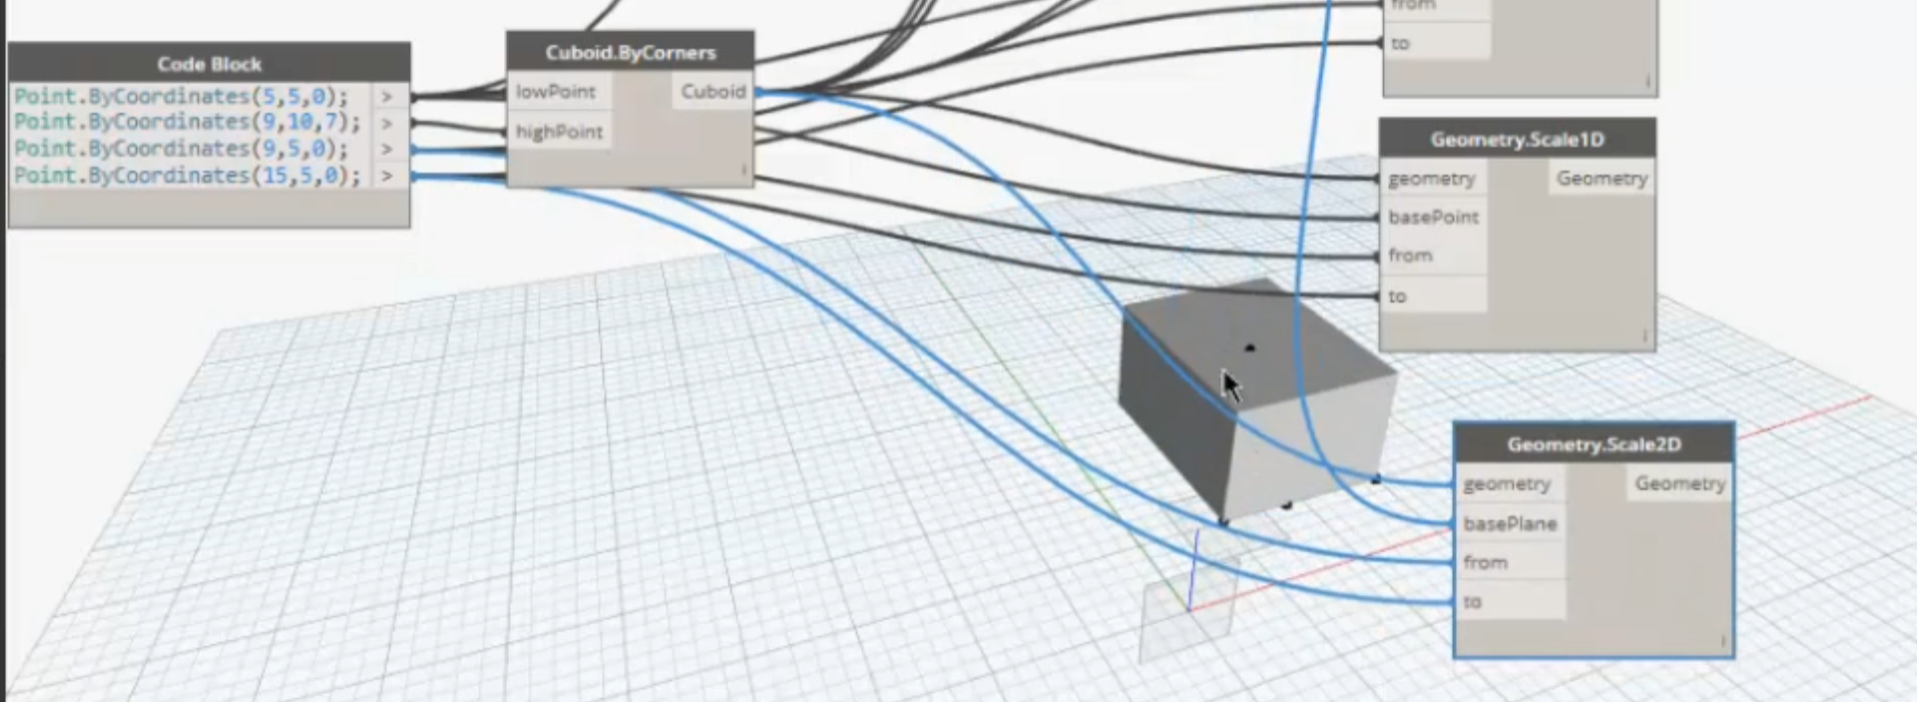 from
to
Code Block
Point.ByCoordinates(5,5,0); >
Point.ByCoordinates(9,10,7); >
Point.ByCoordinates(9,5,0); >
Point.ByCoordinates(15,5,0); >
Cuboid.ByCorners
lowPoint Cuboid
highPoint
Geometry.Scale1D
geometry Geometry
basePoint
from
to
Geometry.Scale2D
geometry Geometry
basePlane
from
to